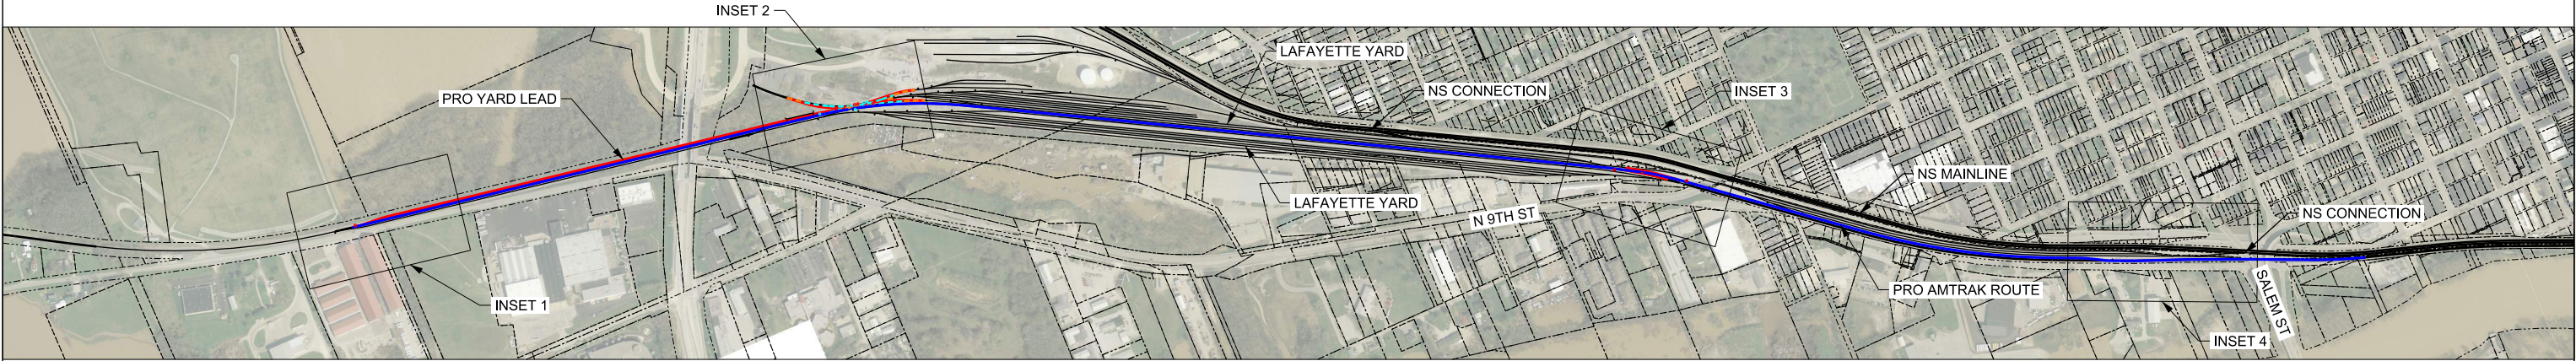 INSET 2
LAFAYETTE YARD
PRO YARD LEAD
NS CONNECTION
INSET 3
NS MAINLINE
LAFAYETTE YARD
N 9TH ST
NS CONNECTION
PRO AMTRAK ROUTE
INSET 1
SALEM ST
INSET 4